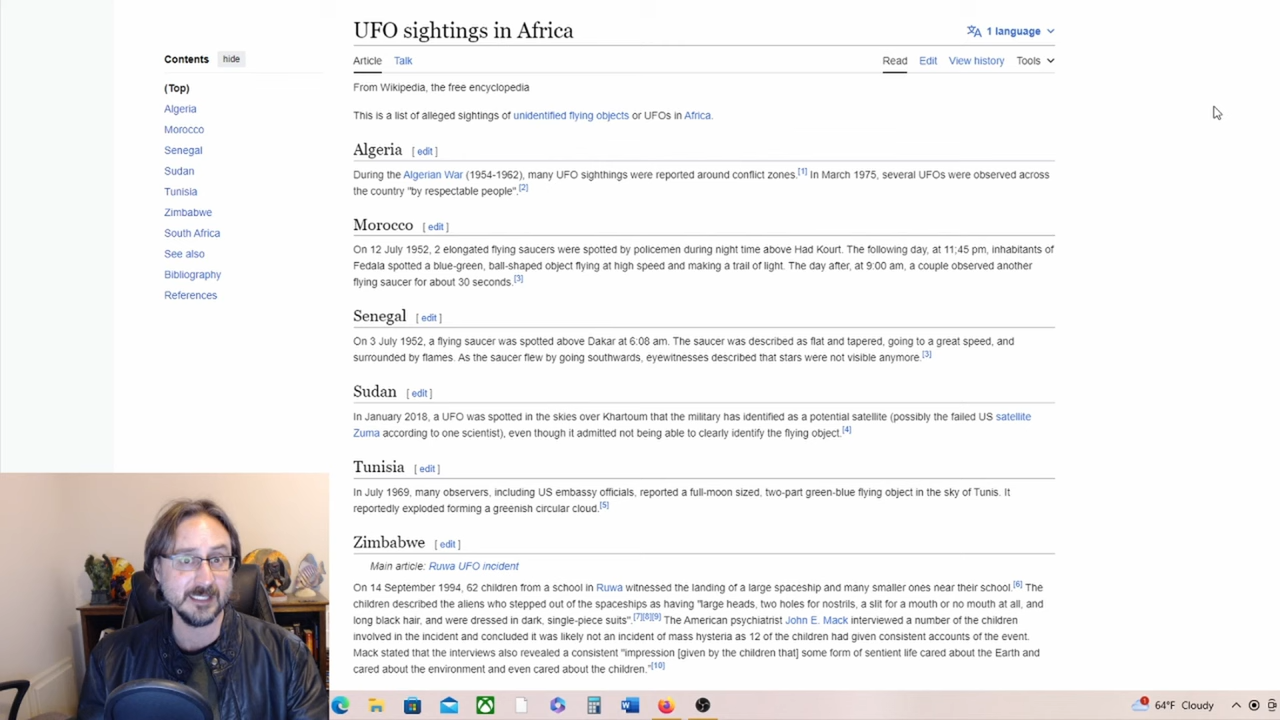 UFO sightings in Africa
1 language
Contents
hide
(Top)
Algeria
Morocco
Senegal
Sudan
Tunisia
Zimbabwe
South Africa
See also
Bibliography
References
Article
Talk
Read
Edit
View history
Tools
From Wikipedia, the free encyclopedia
This is a list of alleged sightings of unidentified flying objects or UFOs in Africa.
Algeria [ edit ]
During the Algerian War (1954-1962), many UFO sighthings were reported around conflict zones.[1] In March 1975, several UFOs were observed across
the country "by respectable people".[2]
Morocco [ edit ]
On 12 July 1952, 2 elongated flying saucers were spotted by policemen during night time above Had Kourt. The following day, at 11;45 pm, inhabitants of
Fedala spotted a blue-green, ball-shaped object flying at high speed and making a trail of light. The day after, at 9:00 am, a couple observed another
flying saucer for about 30 seconds.[3]
Senegal [ edit ]
On 3 July 1952, a flying saucer was spotted above Dakar at 6:08 am. The saucer was described as flat and tapered, going to a great speed, and
surrounded by flames. As the saucer flew by going southwards, eyewitnesses described that stars were not visible anymore.[3]
Sudan [ edit ]
In January 2018, a UFO was spotted in the skies over Khartoum that the military has identified as a potential satellite (possibly the failed US satellite
Zuma according to one scientist), even though it admitted not being able to clearly identify the flying object.[4]
Tunisia [ edit ]
In July 1969, many observers, including US embassy officials, reported a full-moon sized, two-part green-blue flying object in the sky of Tunis. It
reportedly exploded forming a greenish circular cloud.[5]
Zimbabwe [ edit ]
Main article: Ruwa UFO incident
On 14 September 1994, 62 children from a school in Ruwa witnessed the landing of a large spaceship and many smaller ones near their school.[6] The
children described the aliens who stepped out of the spaceships as having "large heads, two holes for nostrils, a slit for a mouth or no mouth at all, and
long black hair, and were dressed in dark, single-piece suits".[7][8][9] The American psychiatrist John E. Mack interviewed a number of the children
involved in the incident and concluded it was likely not an incident of mass hysteria as 12 of the children had given consistent accounts of the event.
Mack stated that the interviews also revealed a consistent "impression [given by the children that] some form of sentient life cared about the Earth and
cared about the environment and even cared about the children."[10]
64°F Cloudy